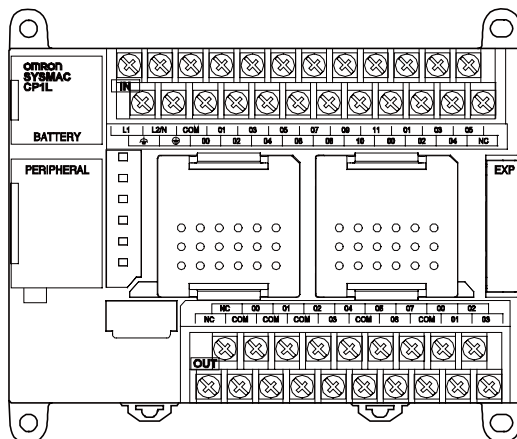 OMRON
SYSMAC
CP1L
IN
BATTERY
L1 L2/N COM 01 03 05 07 09 11 01 03 05
00 02 04 06 08 10 00 02 04 NC
PERIPHERAL
EXP
NC 00 01 02 04 05 07 00 02
NC COM COM COM 03 COM 06 COM 01 03
OUT